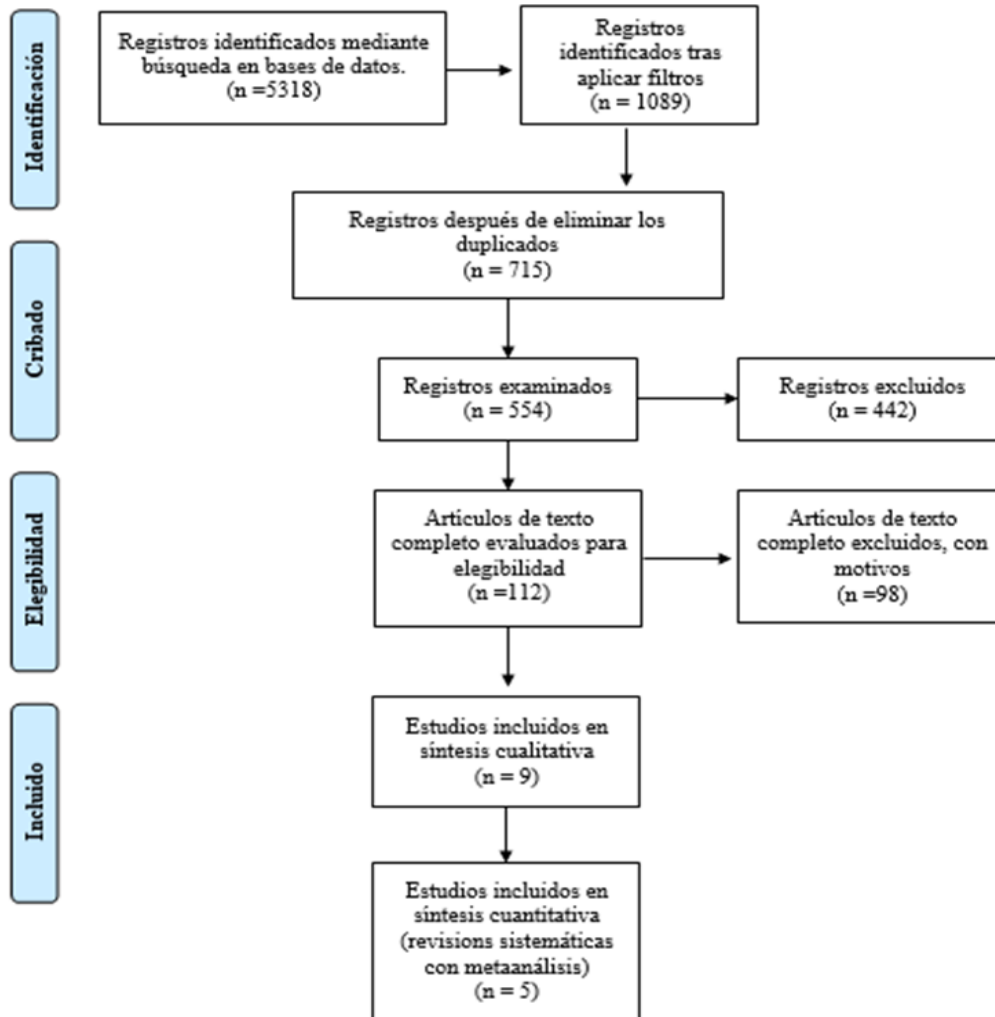 Identificación
Registros identificados mediante
búsqueda en bases de datos.
(n =5318)
Registros
identificados tras
aplicar filtros
(n = 1089)
Registros después de eliminar los
duplicados
(n = 715)
Cribado
Registros examinados
(n = 554)
Registros excluidos
(n = 442)
Elegibilidad
Artículos de texto
completo evaluados para
elegibilidad
(n =112)
Artículos de texto
completo excluidos, con
motivos
(n =98)
Incluido
Estudios incluidos en
síntesis cualitativa
(n = 9)
Estudios incluidos en
síntesis cuantitativa
(revisions sistemáticas
con metaanálisis)
(n = 5)